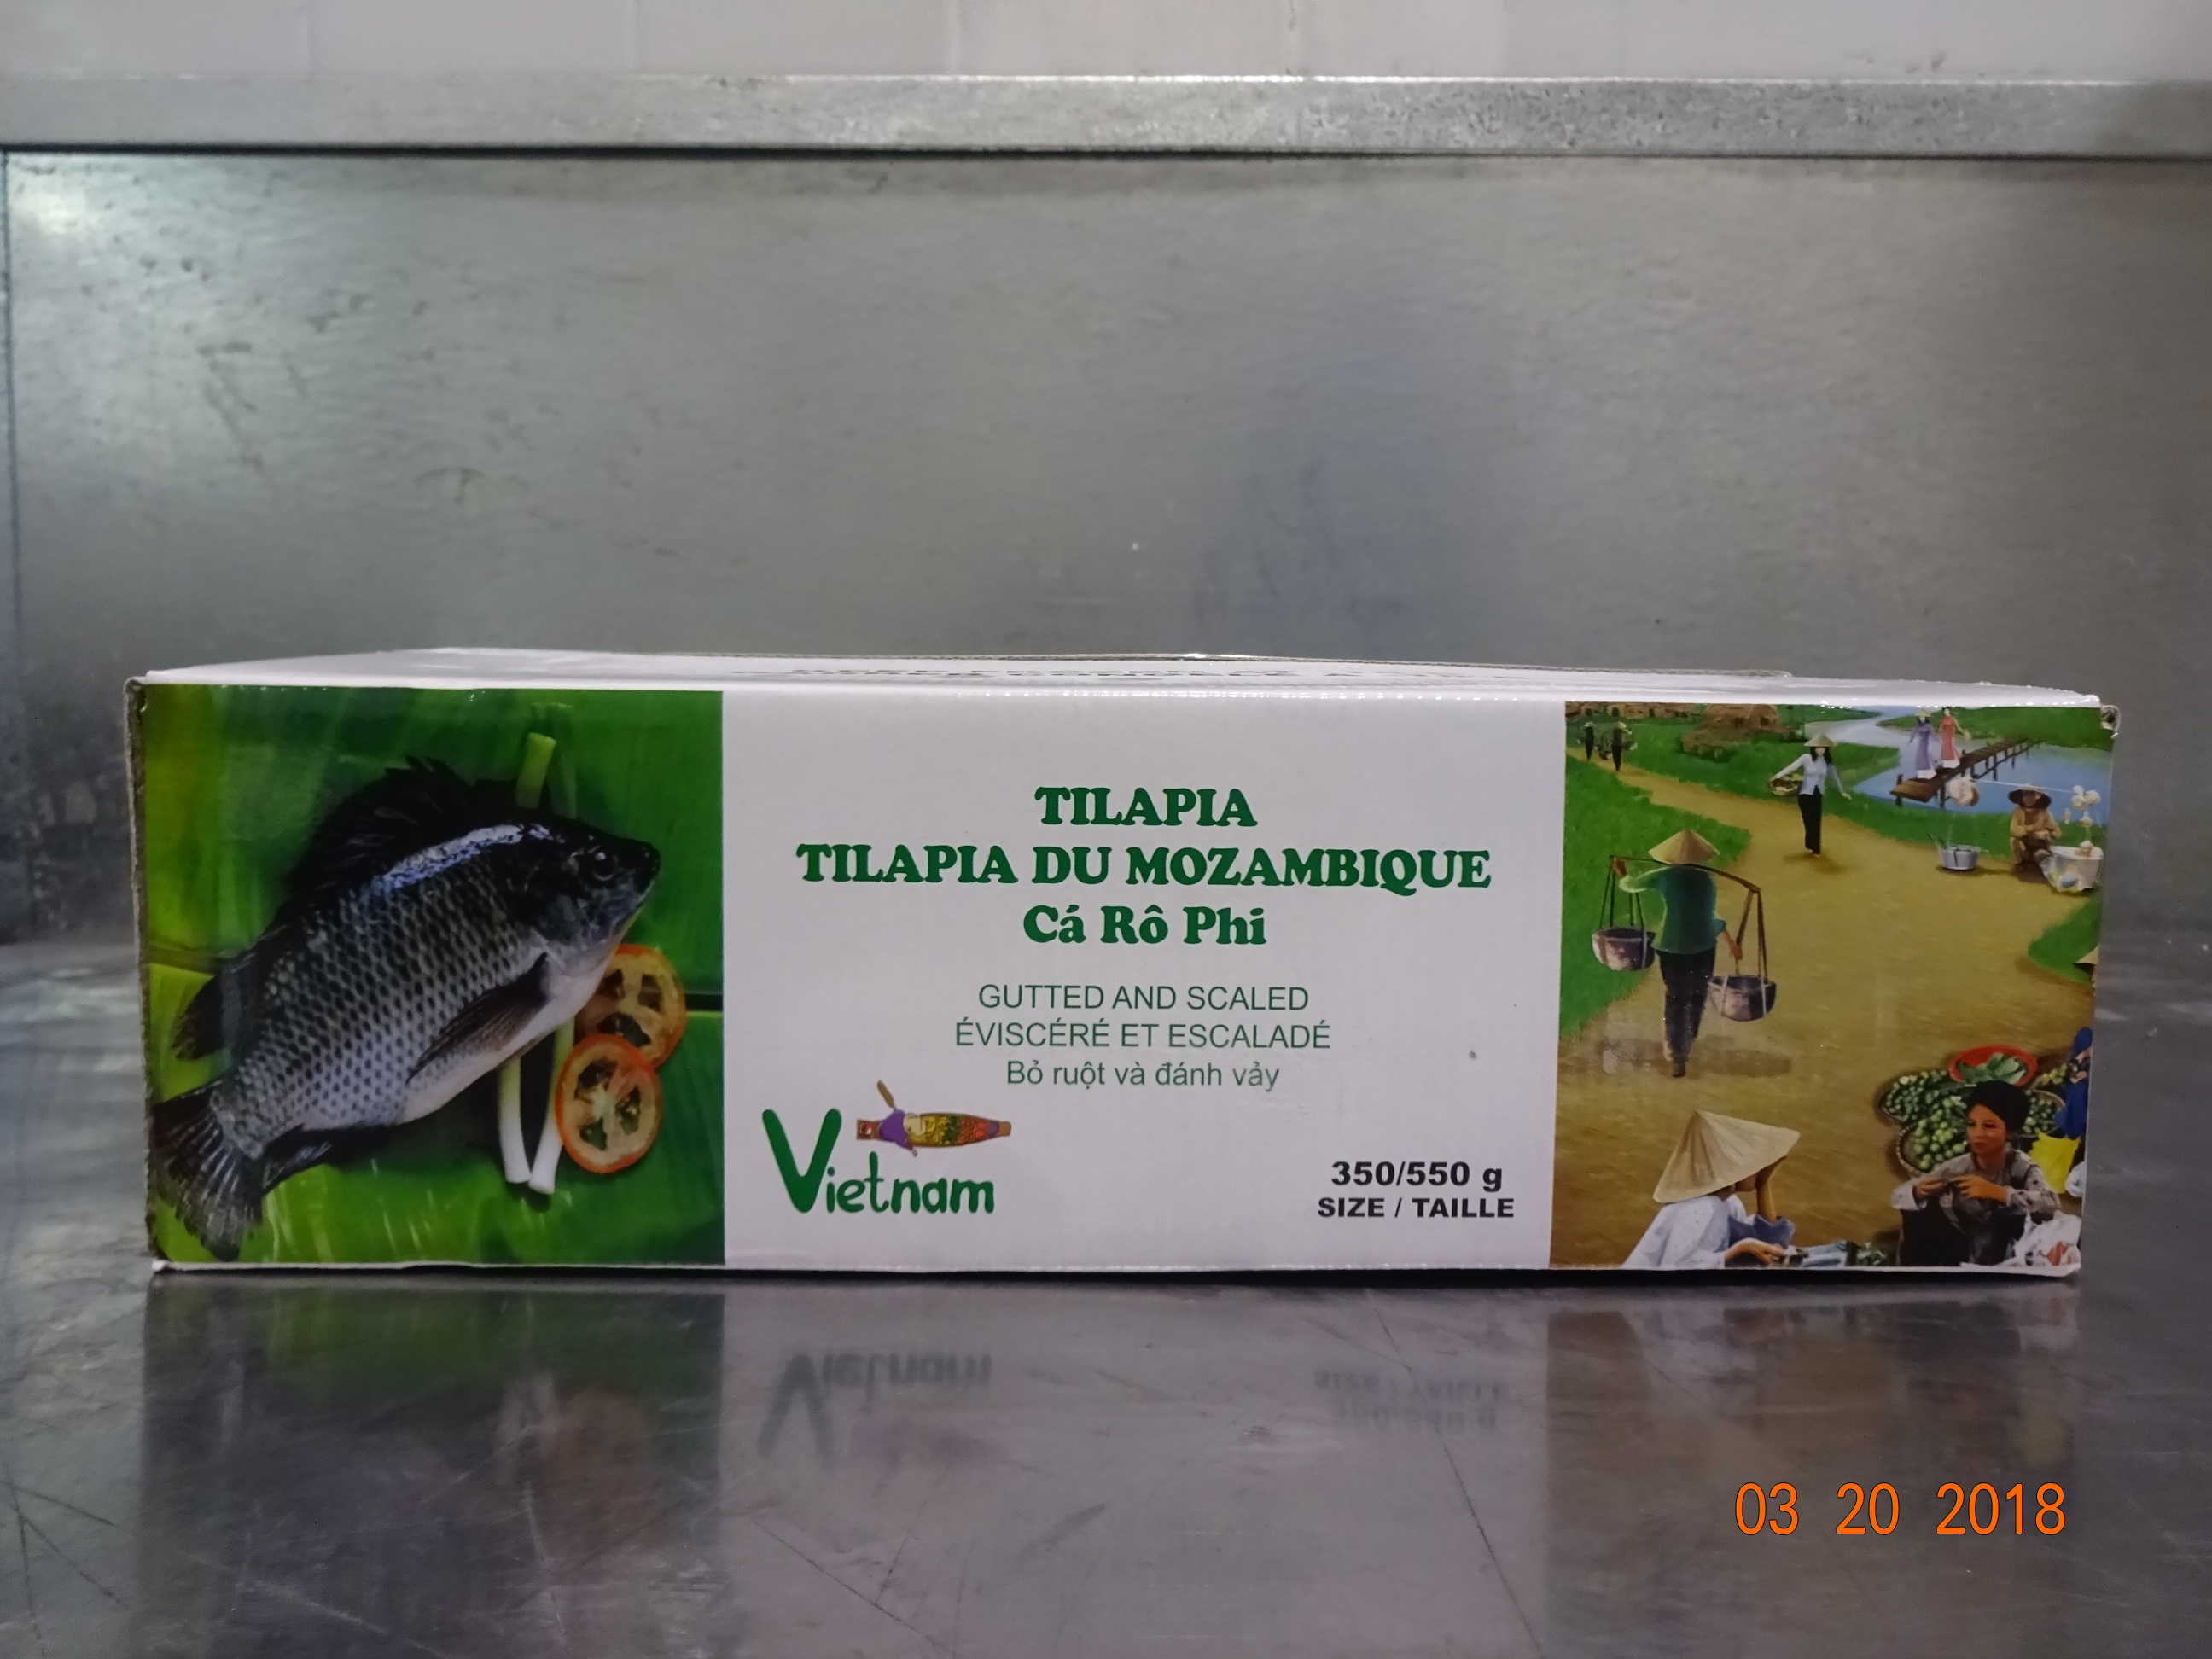 TILAPIA
TILAPIA DU MOZAMBIQUE
Cá Rô Phi
GUTTED AND SCALED
ÉVISCÉRÉ ET ESCALADÉ
Bỏ ruột và đánh vảy
Vietnam
350/550 g
SIZE / TAILLE
03 20 2018